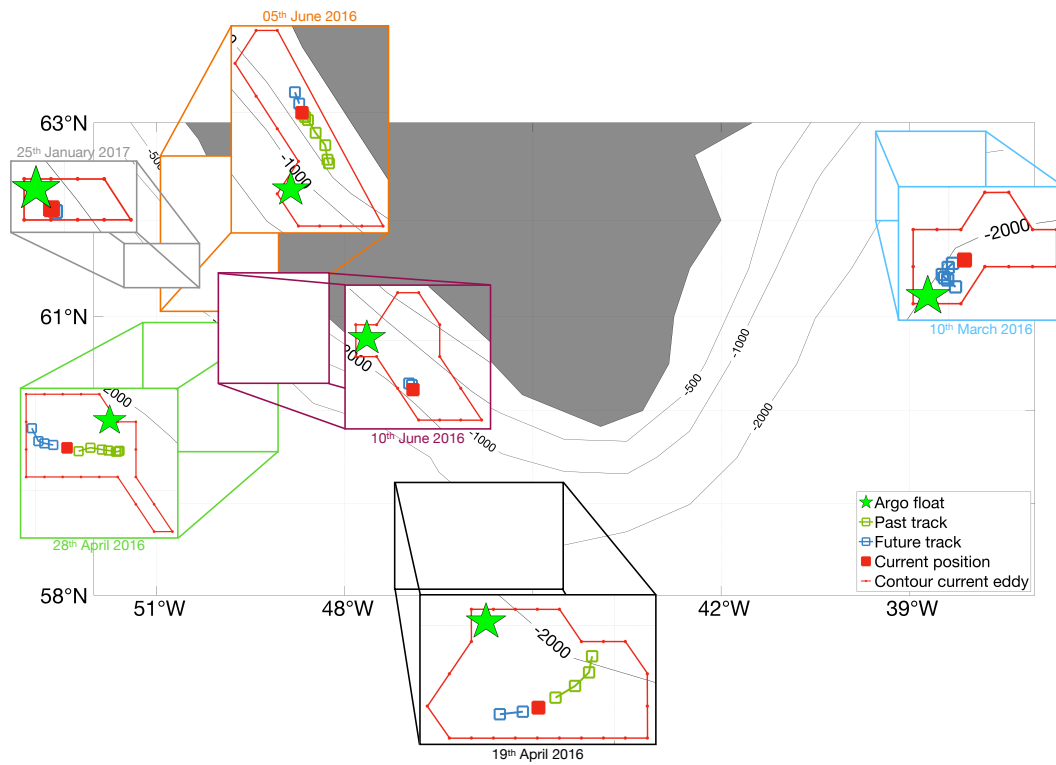 05th June 2016
63°N
25th January 2017
-500
-1000
-2000
10th March 2016
61°N
2000
10th June 2016
-1000
-500
-1000
-2000
2000
28th April 2016
Argo float
Past track
Future track
Current position
Contour current eddy
58°N
51°W
48°W
42°W
39°W
-2000
19th April 2016